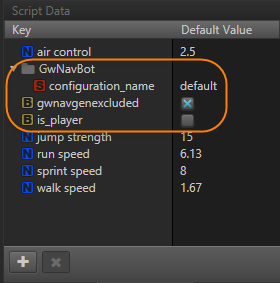 Script Data
Key Default Value
N air control 2.5
GwNavBot
S configuration_name default
B gwnavgenexcluded
B is_player
N jump strength 15
N run speed 6.13
N sprint speed 8
N walk speed 1.67